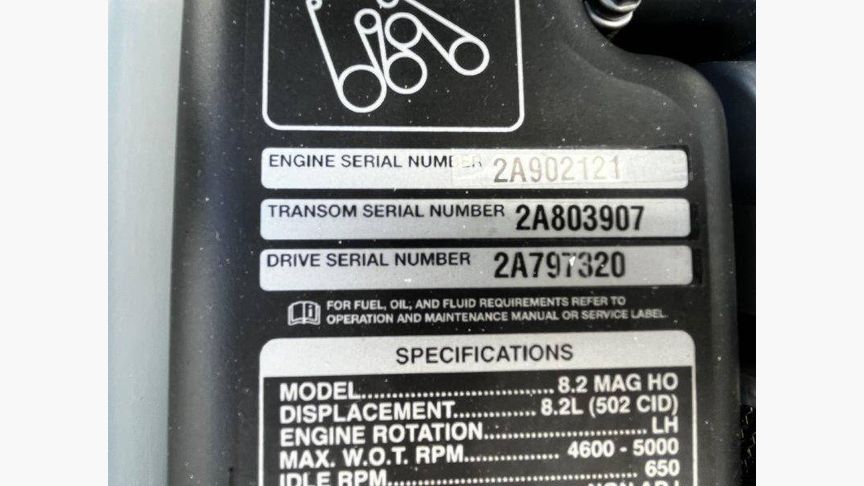 ENGINE SERIAL NUMBER 2A902121
TRANSOM SERIAL NUMBER 2A803907
DRIVE SERIAL NUMBER 2A797320
FOR FUEL, OIL, AND FLUID REQUIREMENTS REFER TO
OPERATION AND MAINTENANCE MANUAL OR SERVICE LABEL.
SPECIFICATIONS
MODEL........................................ 8.2 MAG HO
DISPLACEMENT.............. 8.2L (502 CID)
ENGINE ROTATION............................ LH
MAX. W.O.T. RPM................ 4600 - 5000
IDLE RPM........................................ 650